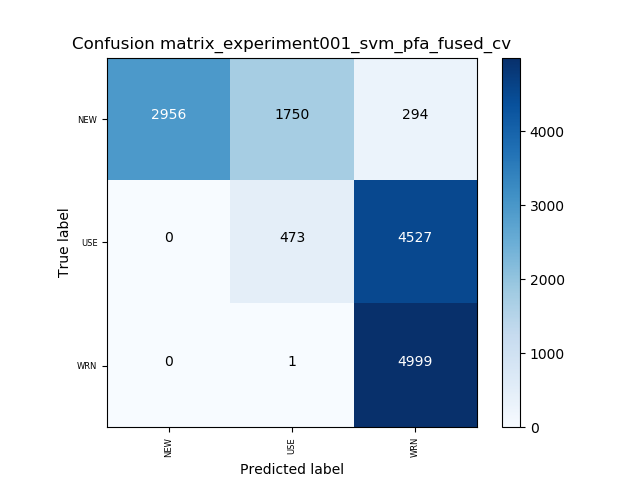 Confusion matrix_experiment001_svm_pfa_fused_cv
True label
NEW
2956 1750 294
USE
0 473 4527
WRN
0 1 4999
NEW USE WRN
Predicted label
4000
3000
2000
1000
0